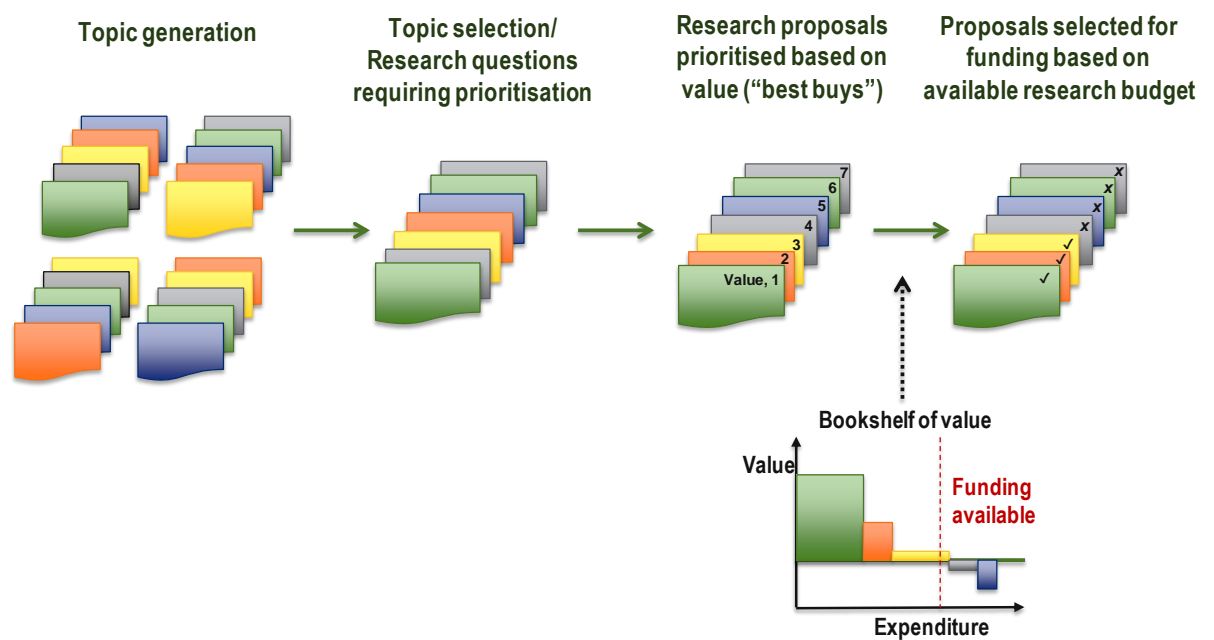 Topic generation
Topic selection/
Research questions
requiring prioritisation
Research proposals
prioritised based on
value (“best buys”)
Proposals selected for
funding based on
available research budget
7
6
5
4
3
2
Value, 1
x
x
x
x
✓
✓
✓
Bookshelf of value
Value
Funding
available
Expenditure